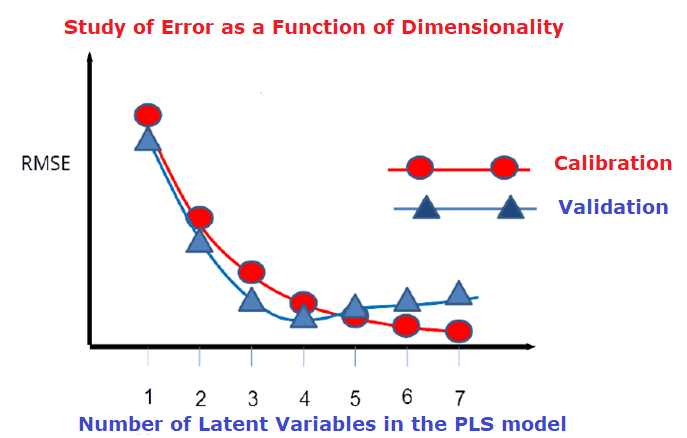 Study of Error as a Function of Dimensionality
RMSE
Calibration
Validation
1 2 3 4 5 6 7
Number of Latent Variables in the PLS model